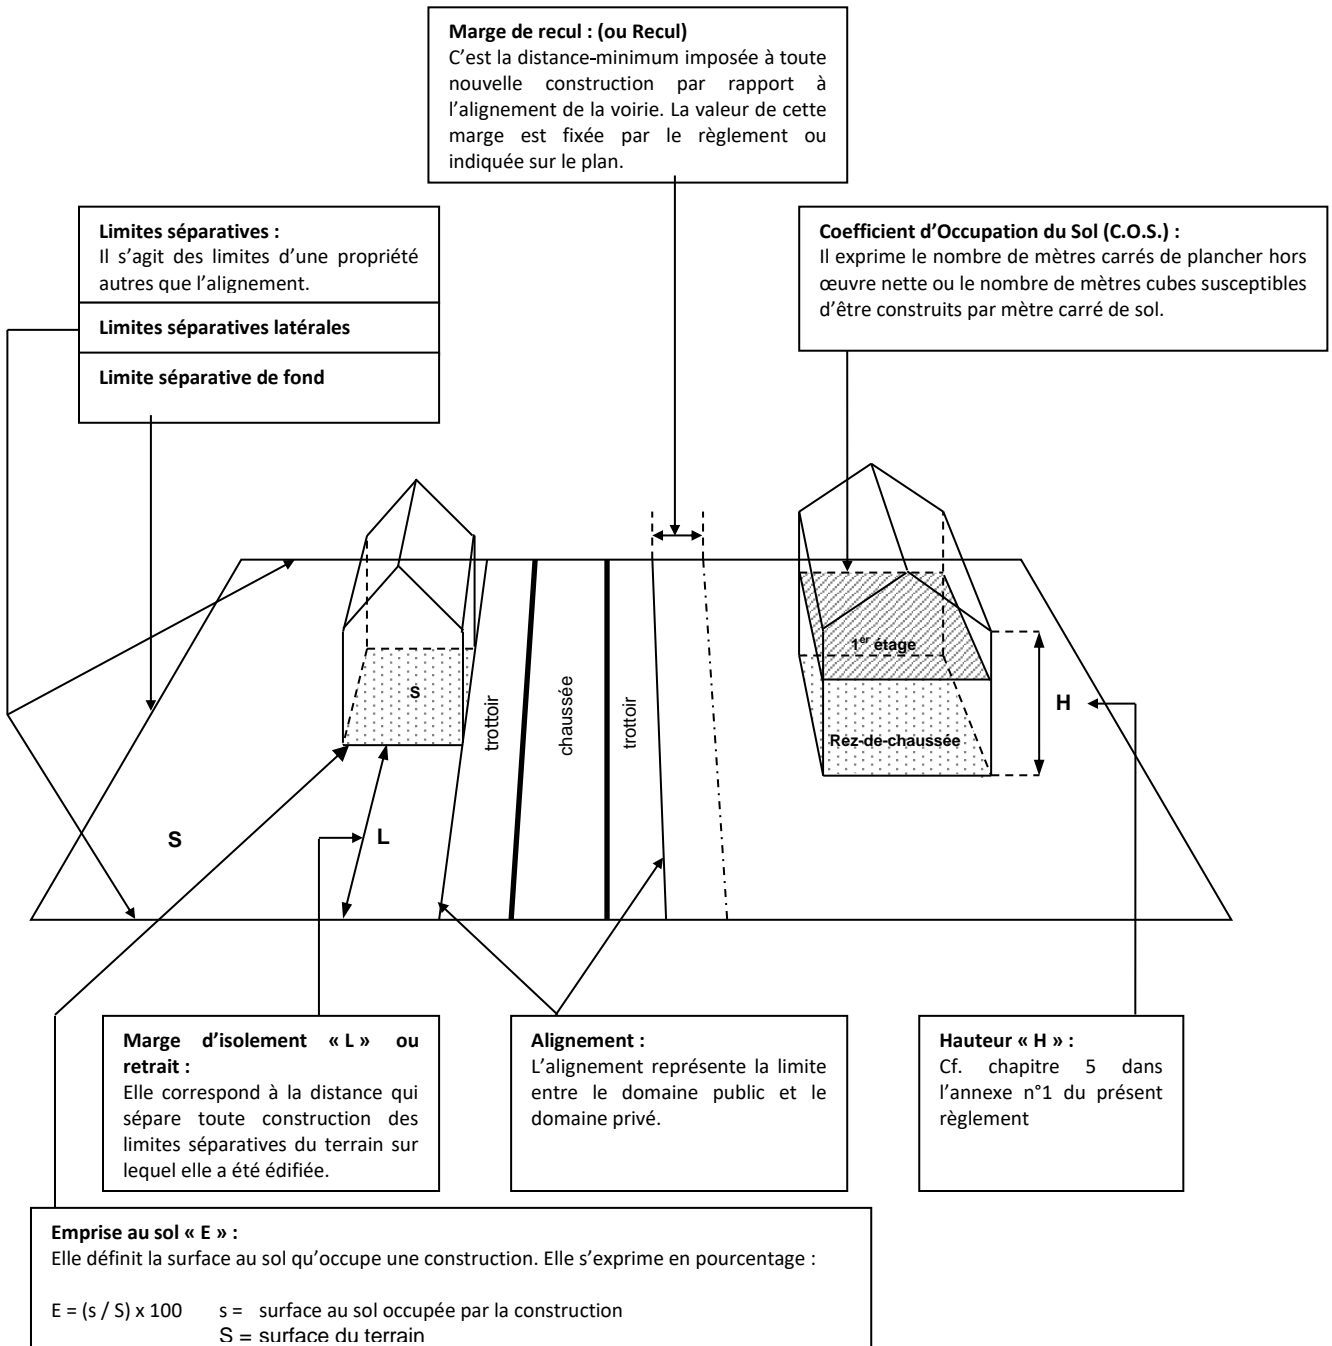 Marge de recul : (ou Recul)
C’est la distance-minimum imposée à toute
nouvelle construction par rapport à
l’alignement de la voirie. La valeur de cette
marge est fixée par le règlement ou
indiquée sur le plan.
Limites séparatives :
Il s’agit des limites d’une propriété
autres que l’alignement.
Limites séparatives latérales
Limite séparative de fond
Coefficient d’Occupation du Sol (C.O.S.) :
Il exprime le nombre de mètres carrés de plancher hors
œuvre nette ou le nombre de mètres cubes susceptibles
d’être construits par mètre carré de sol.
S
trottoir
chaussée
trottoir
1er étage
Rez-de-chaussée
H
S
L
Marge d’isolement « L » ou
retrait :
Elle correspond à la distance qui
sépare toute construction des
limites séparatives du terrain sur
lequel elle a été édifiée.
Alignement :
L’alignement représente la limite
entre le domaine public et le
domaine privé.
Hauteur « H » :
Cf. chapitre 5 dans
l’annexe n°1 du présent
règlement
Emprise au sol « E » :
Elle définit la surface au sol qu’occupe une construction. Elle s’exprime en pourcentage :
E = (s / S) x 100 s = surface au sol occupée par la construction
S = surface du terrain